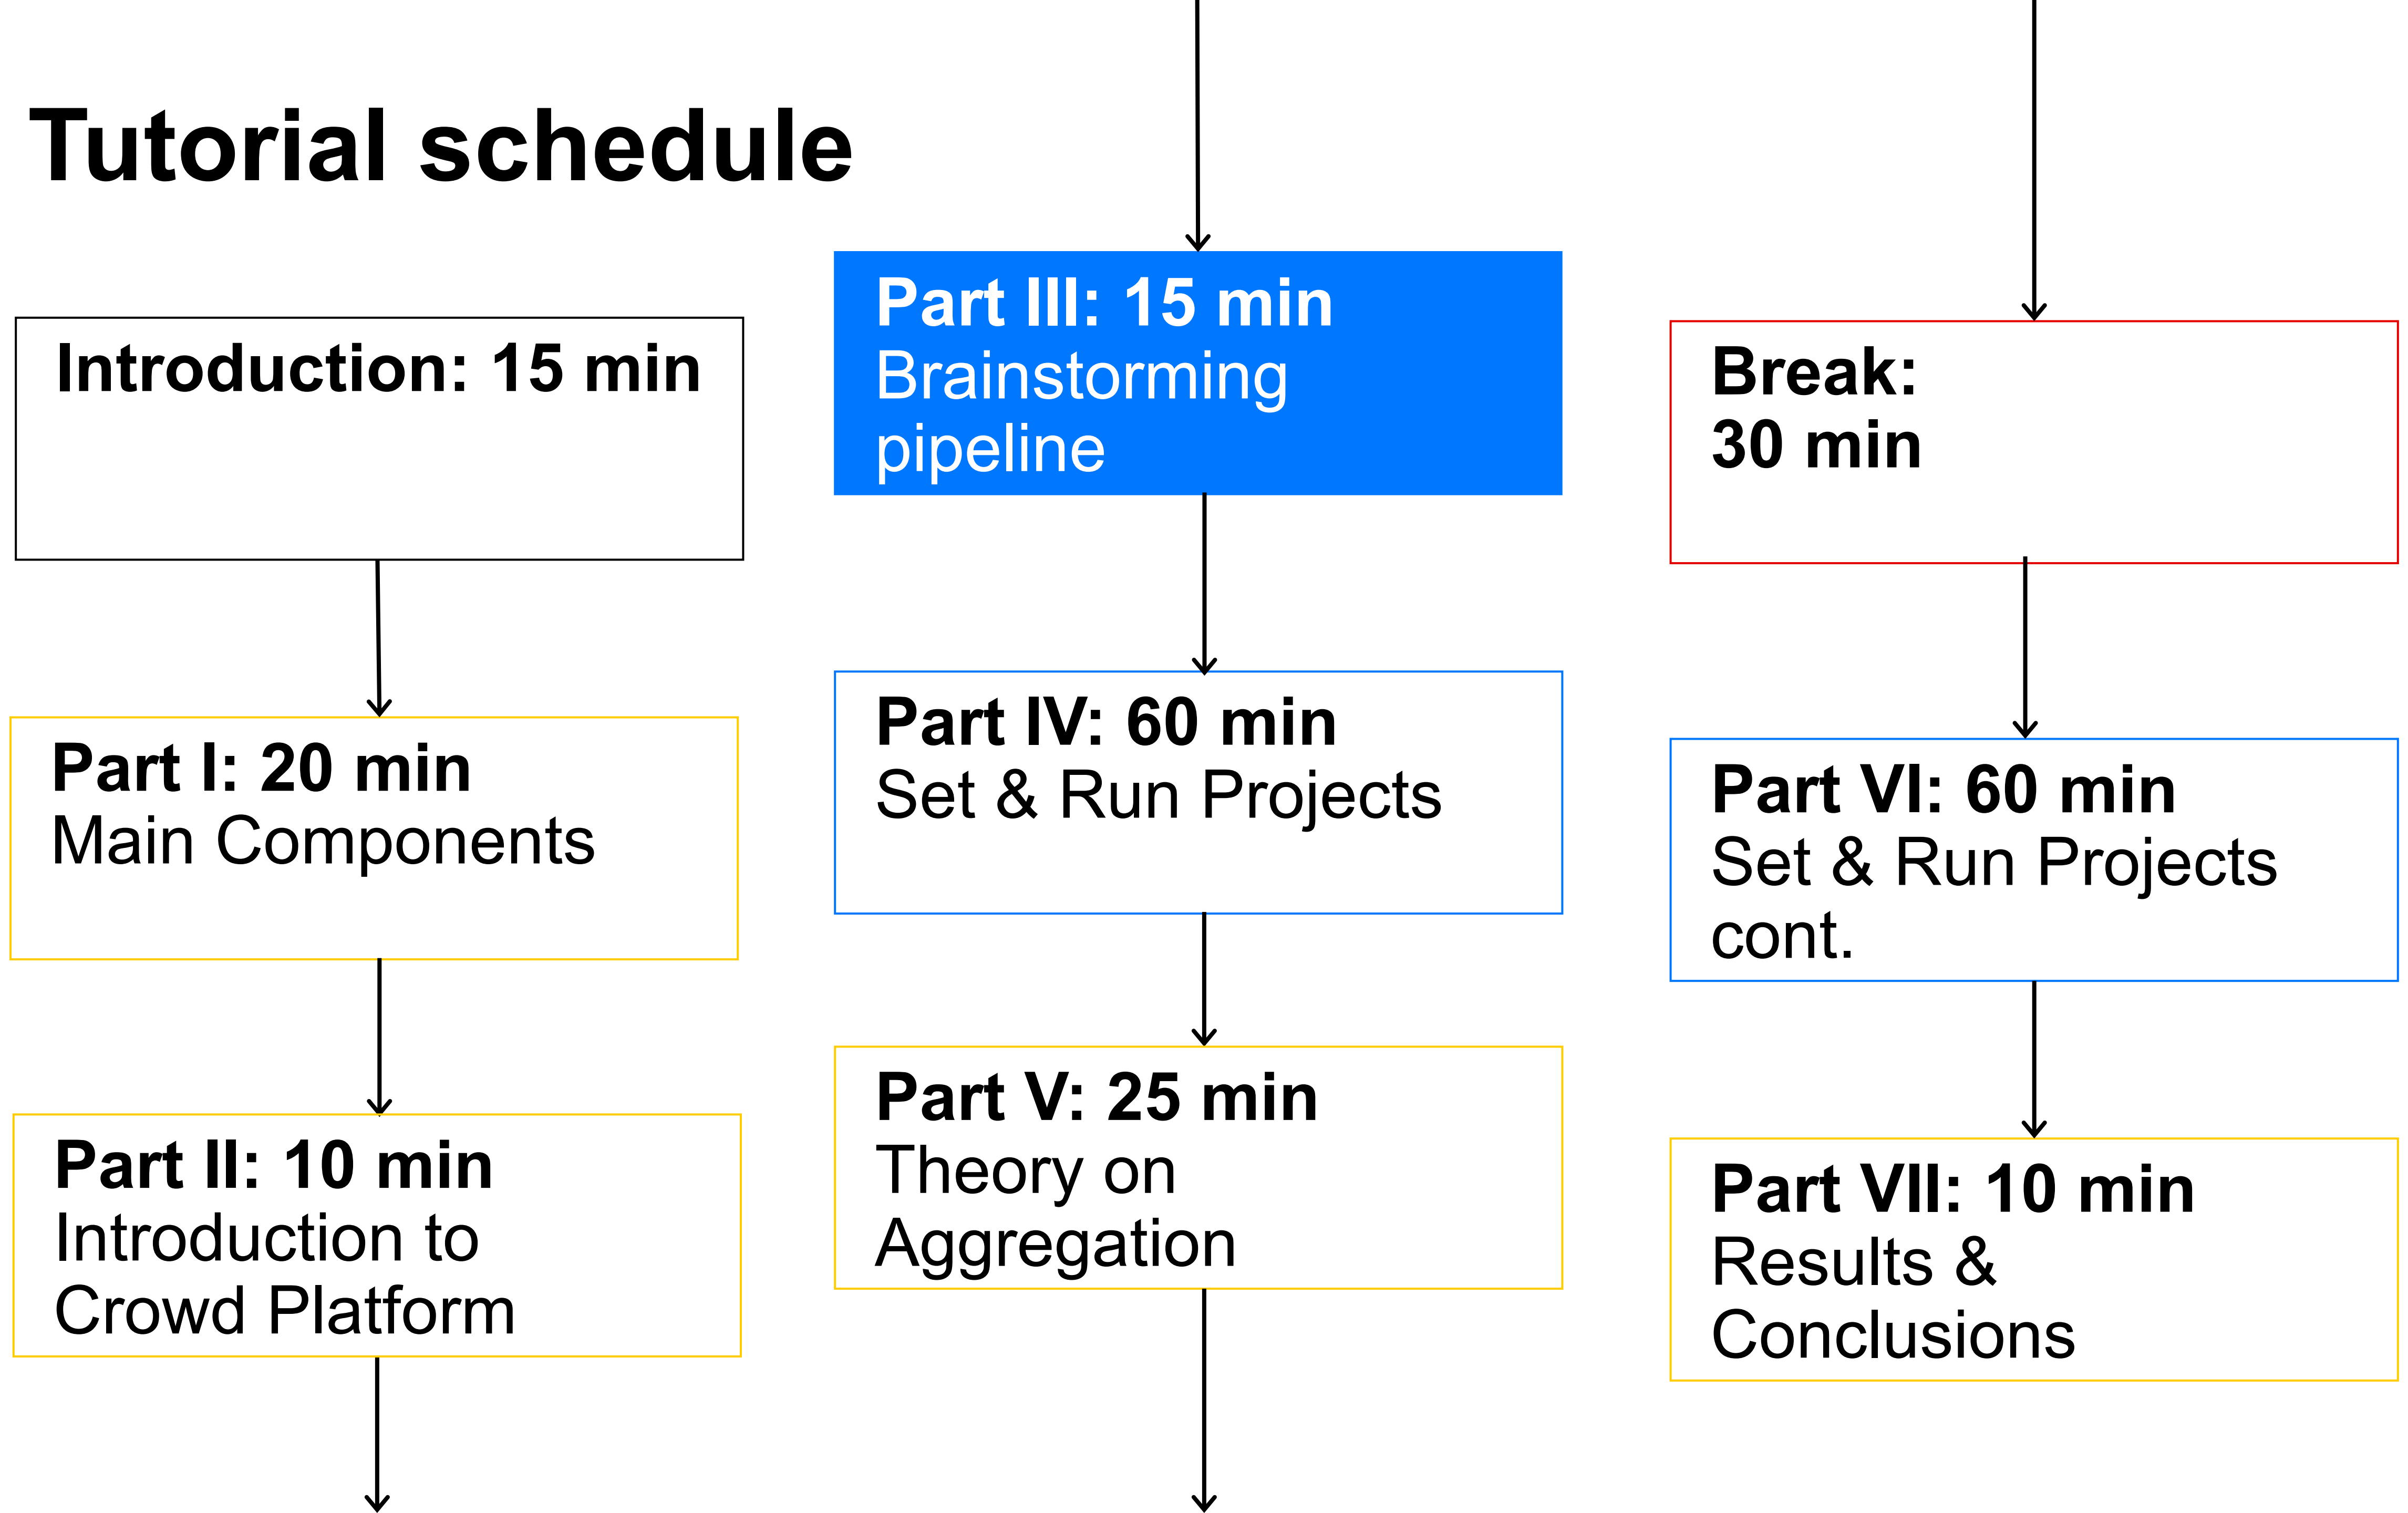 Tutorial schedule
Introduction: 15 min
Part I: 20 min
Main Components
Part II: 10 min
Introduction to
Crowd Platform
Part III: 15 min
Brainstorming
pipeline
Part IV: 60 min
Set & Run Projects
Part V: 25 min
Theory on
Aggregation
Break:
30 min
Part VI: 60 min
Set & Run Projects
cont.
Part VII: 10 min
Results &
Conclusions